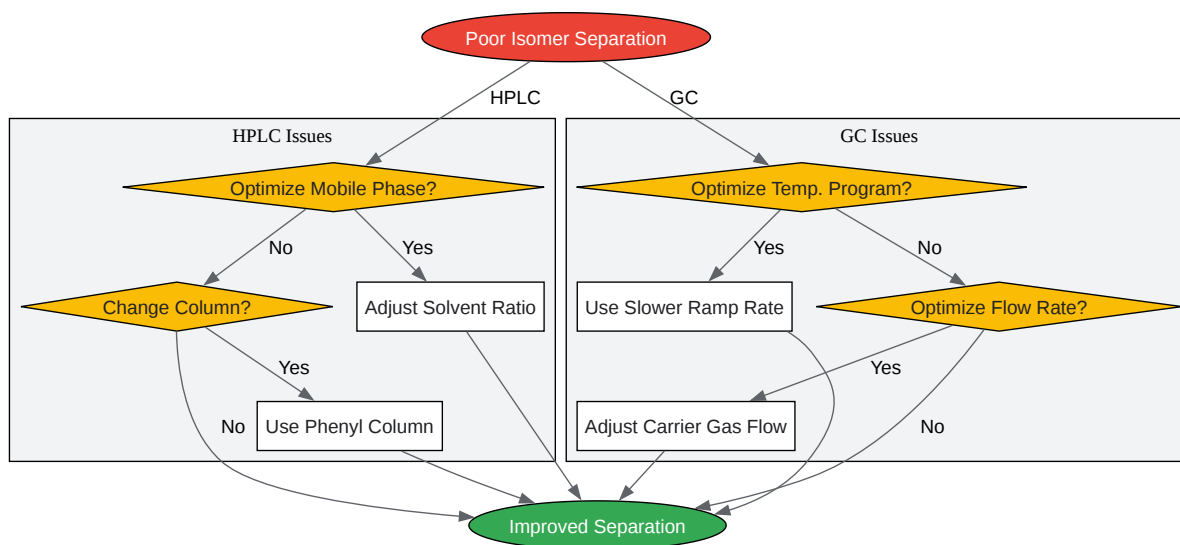 Poor Isomer Separation
HPLC
GC
HPLC Issues
GC Issues
Optimize Mobile Phase?
Optimize Temp. Program?
No
Yes
Yes
No
Change Column?
Adjust Solvent Ratio
Use Slower Ramp Rate
Optimize Flow Rate?
Yes
Yes
No
Use Phenyl Column
Adjust Carrier Gas Flow
No
Improved Separation